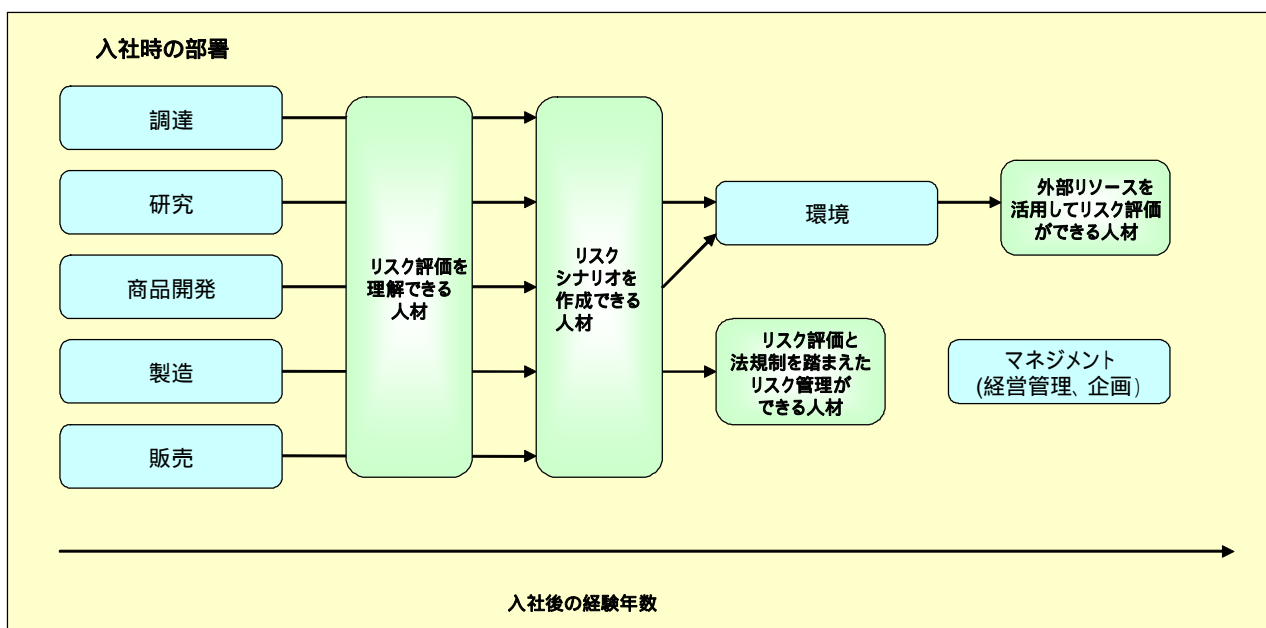 入社時の部署
調達
研究
商品開発
製造
販売
リスク評価を
理解できる
人材
リスク
シナリオを
作成できる
人材
環境
外部リソースを
活用してリスク評価
ができる人材
リスク評価と
法規制を踏まえた
リスク管理が
できる人材
マネジメント
(経営管理、企画)
入社後の経験年数